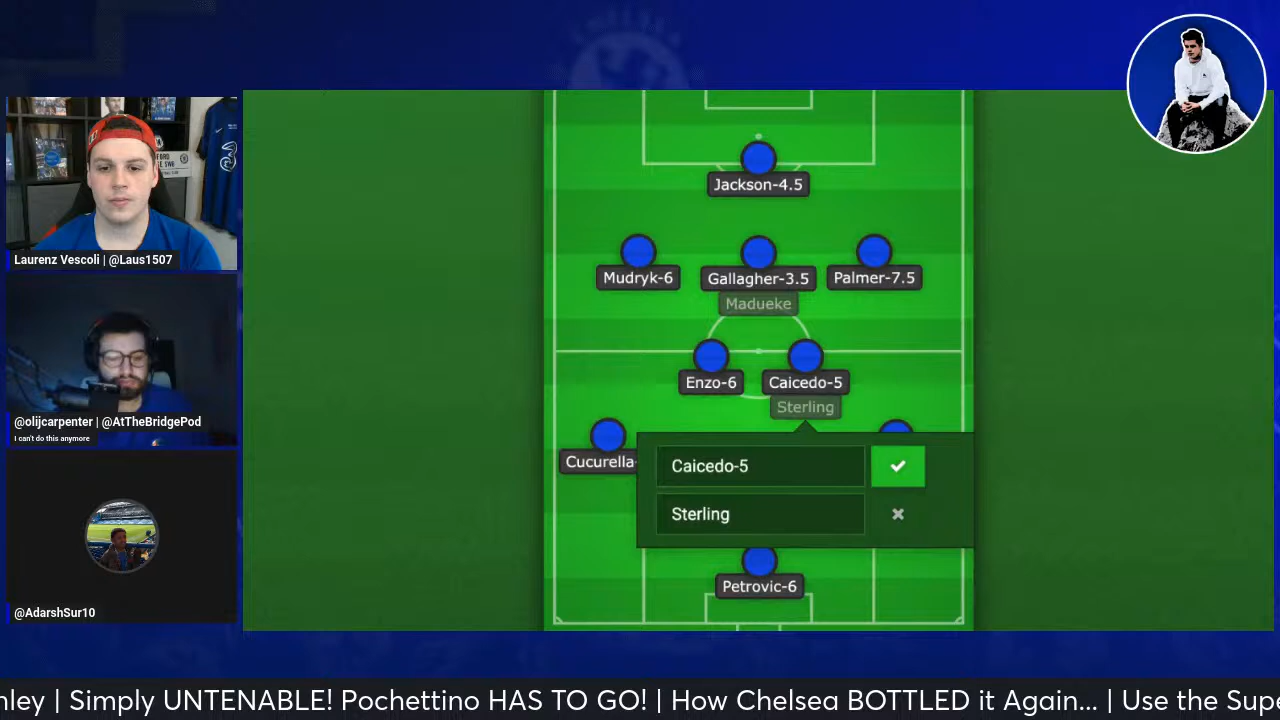 CHELSEA
Laurenz Vescoli | @Laus1507
@olijcarpenter | @AtTheBridgePod
I can't do this anymore
@AdarshSur10
Jackson-4.5
Mudryk-6
Gallagher-3.5
Palmer-7.5
Madueke
Enzo-6
Caicedo-5
Sterling
Cucurella-
Caicedo-5
Sterling
Petrovic-6
nley | Simply UNTENABLE! Pochettino HAS TO GO! | How Chelsea BOTTLED it Again... | Use the Supe